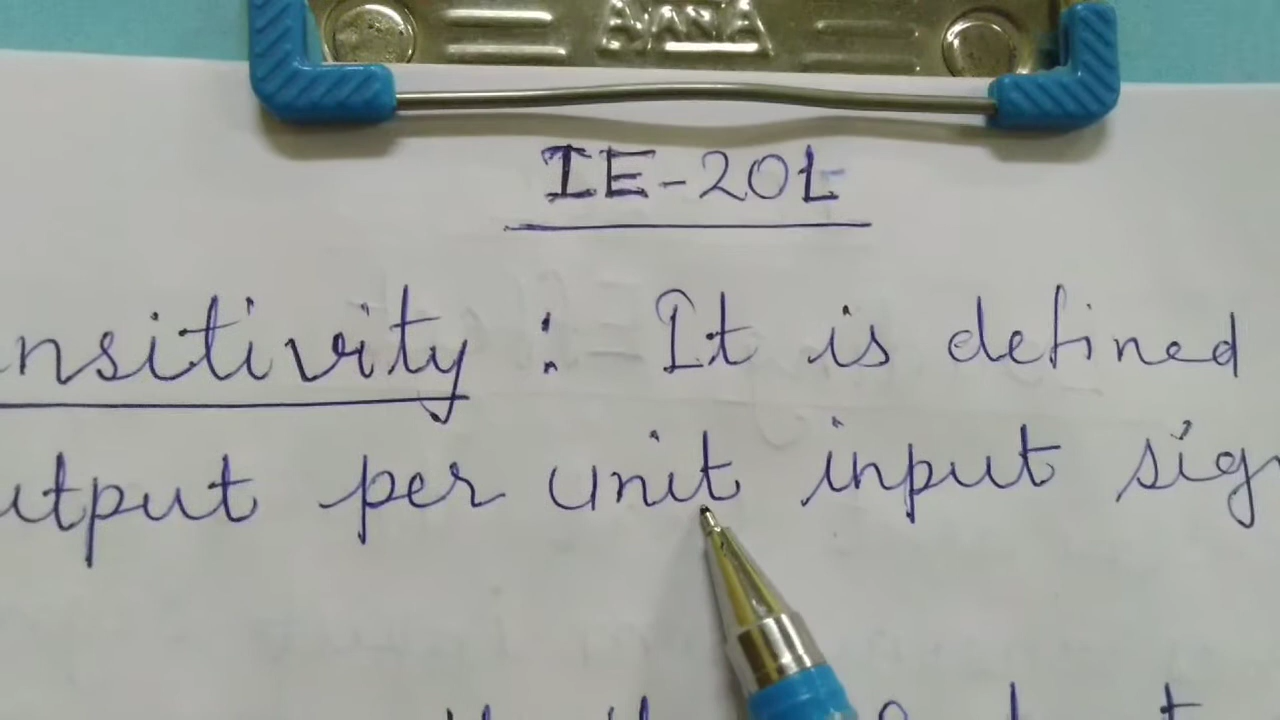 IE-201
nsitivity : It is defined
utput per unit input sig